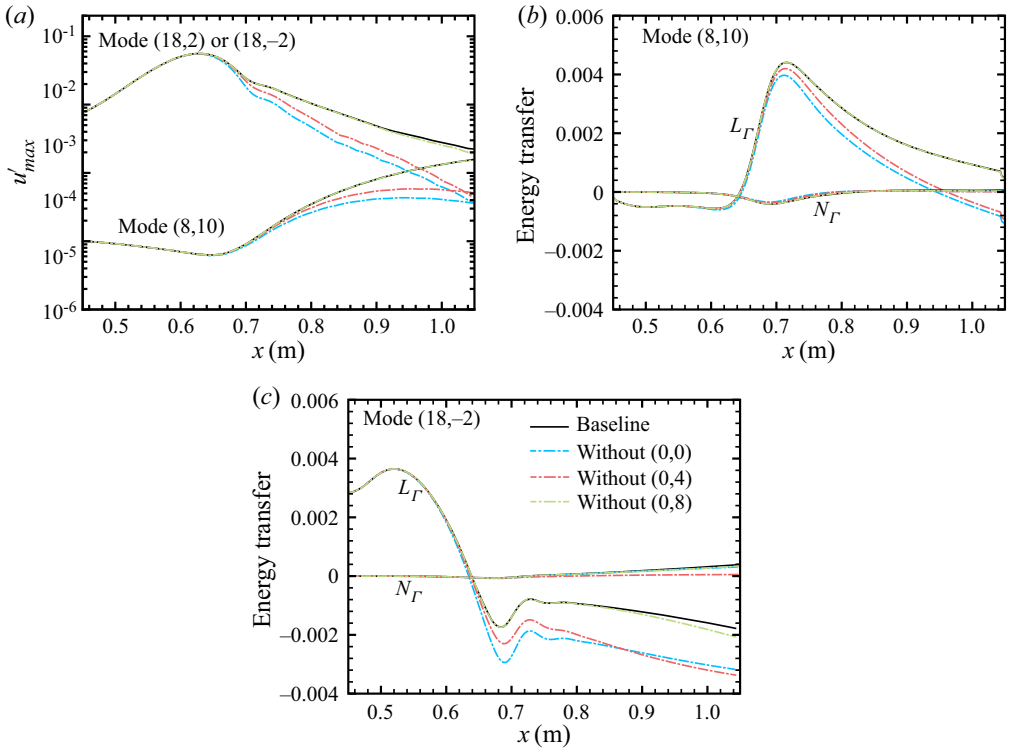 (a)
10⁻¹
10⁻²
10⁻³
10⁻⁴
10⁻⁵
10⁻⁶
u′max
Mode (18,2) or (18,−2)
Mode (8,10)
0.5 0.6 0.7 0.8 0.9 1.0
x (m)
(b)
0.006
0.004
0.002
0
−0.002
−0.004
Energy transfer
Mode (8,10)
L_Γ
N_Γ
0.5 0.6 0.7 0.8 0.9 1.0
x (m)
(c)
0.006
0.004
0.002
0
−0.002
−0.004
Energy transfer
Mode (18,−2)
L_Γ
N_Γ
Baseline
Without (0,0)
Without (0,4)
Without (0,8)
0.5 0.6 0.7 0.8 0.9 1.0
x (m)